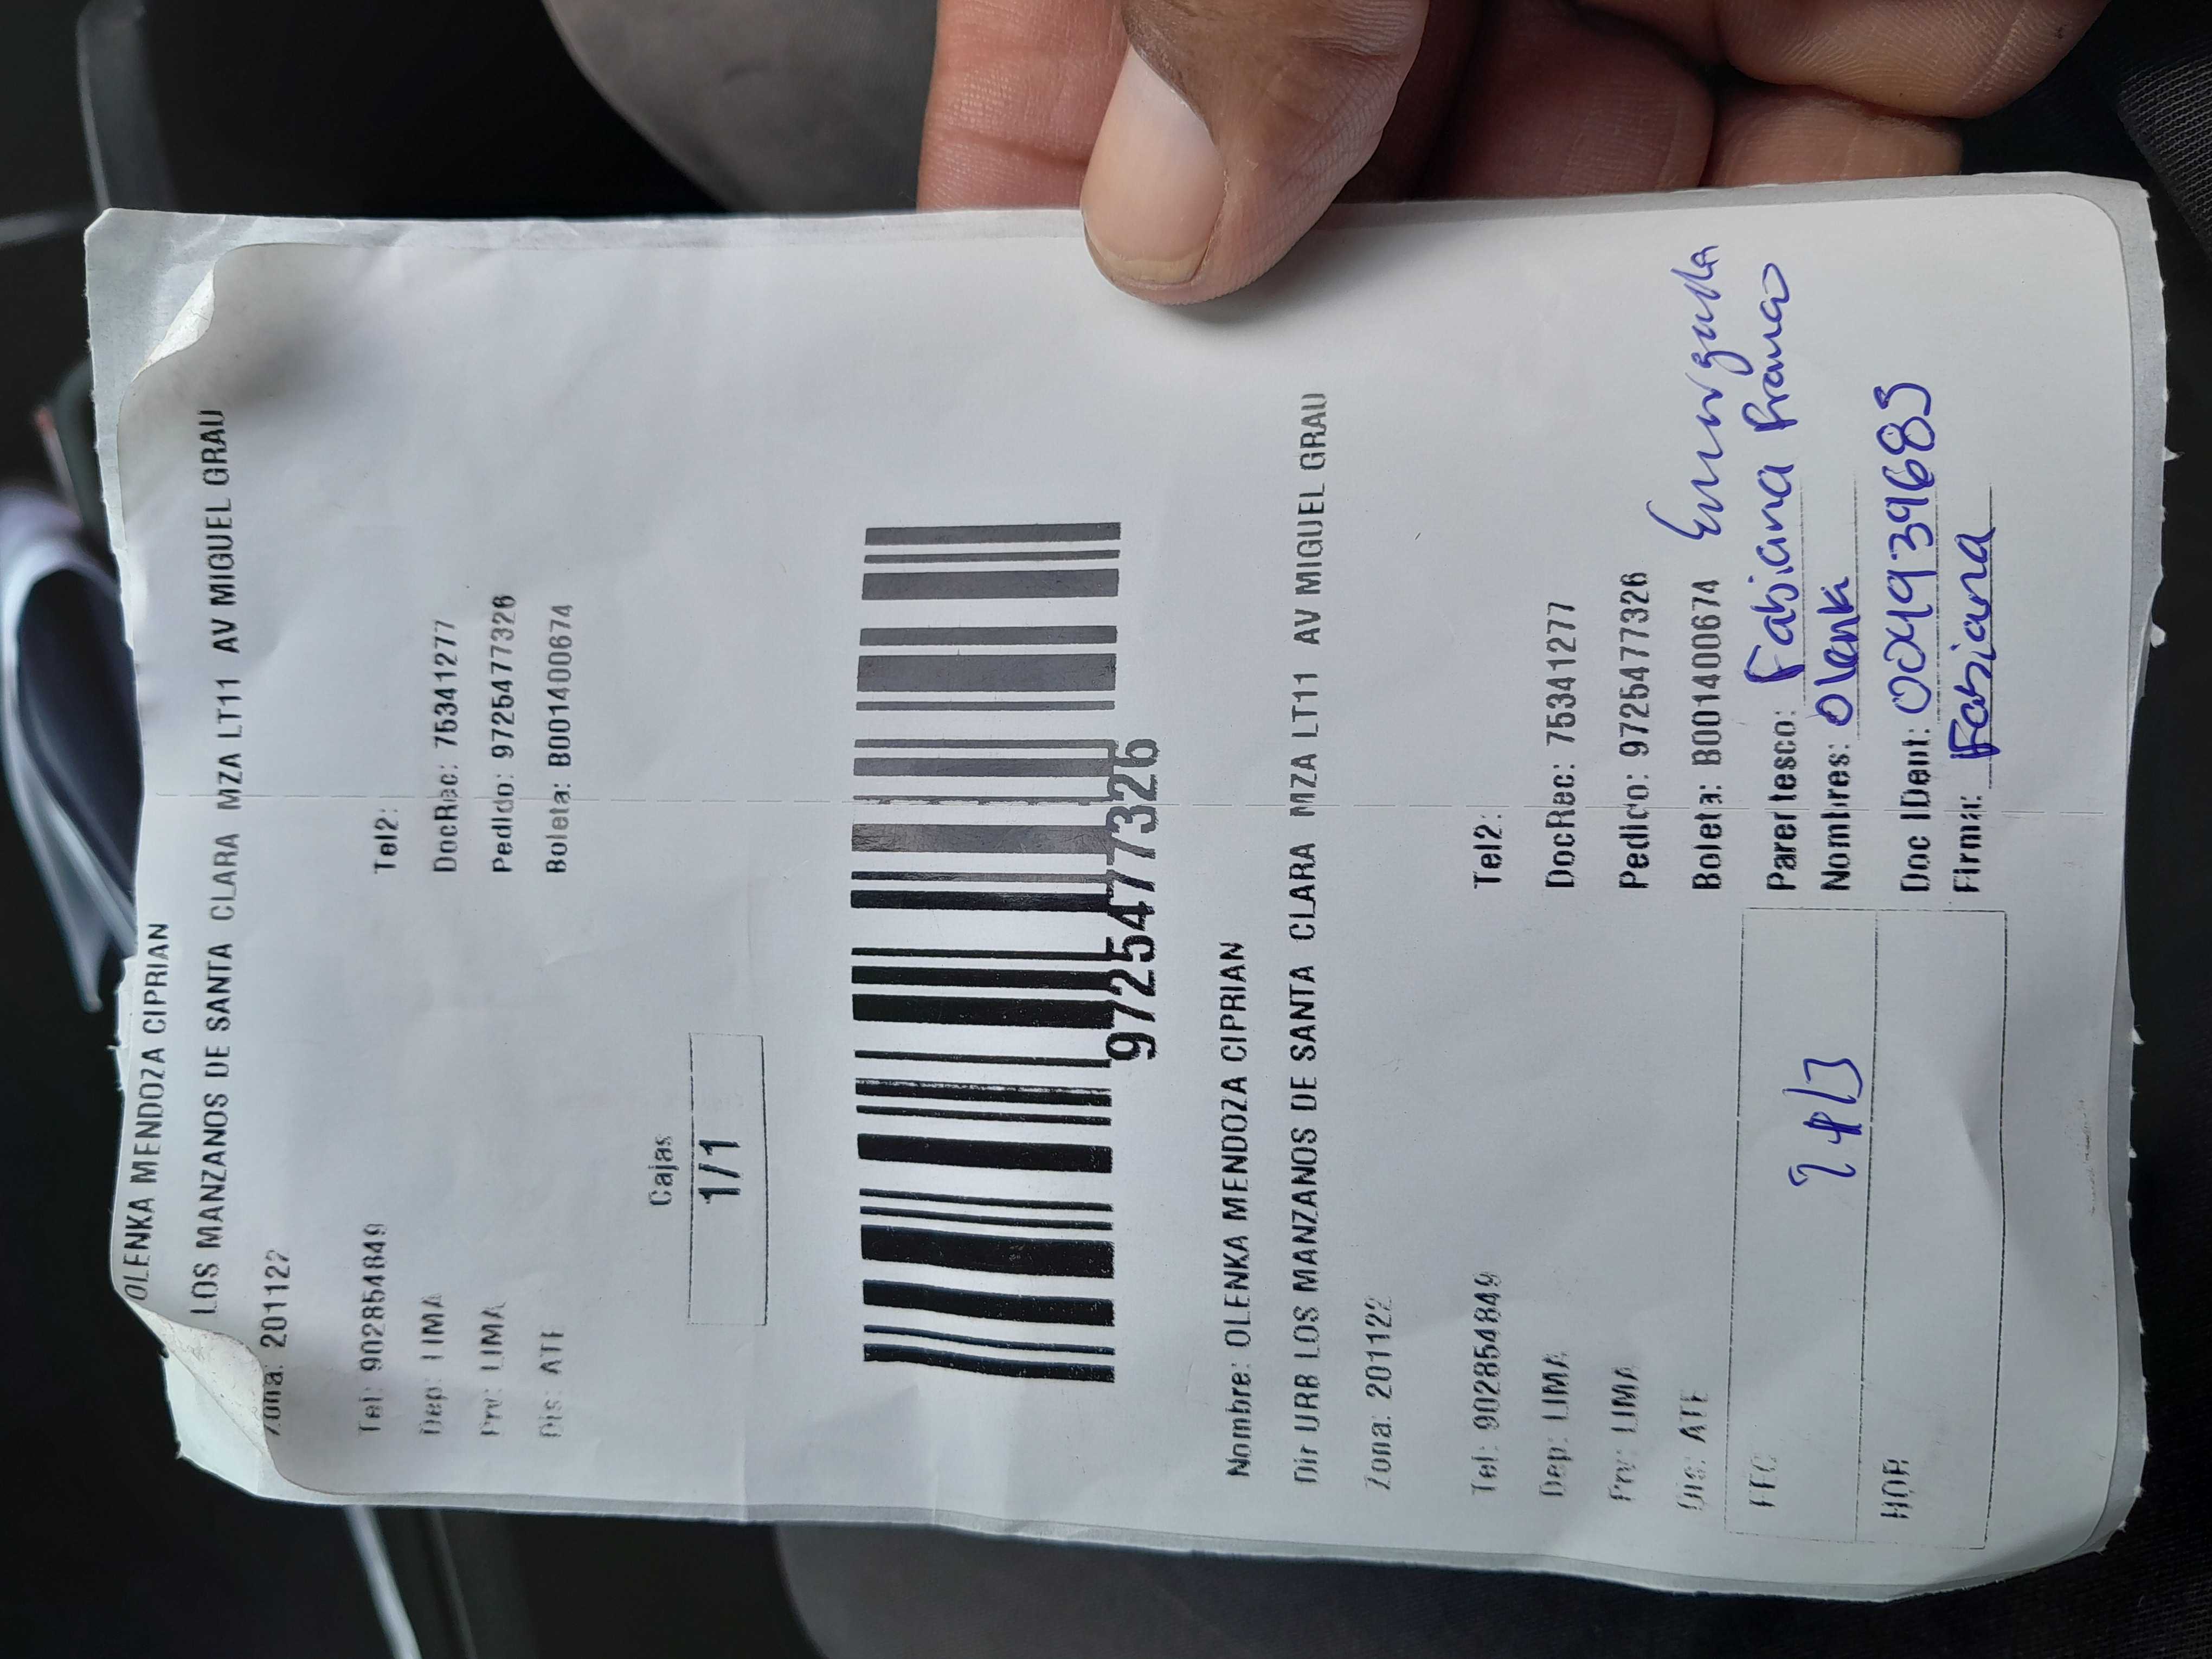 OLENKA MENDOZA CIPRIAN
LOS MANZANOS DE SANTA CLARA MZA LT11 AV MIGUEL GRAU
Zona: 201122
Tel: 902854849 Tel2:
Dep: LIMA DocRec: 75341277
Prv: LIMA Pedido: 9725477326
Dis: ATE Boleta: B001400674
Cajas
1/1
9725477326
Nombre: OLENKA MENDOZA CIPRIAN
Dir URB LOS MANZANOS DE SANTA CLARA MZA LT11 AV MIGUEL GRAU
Zona: 201122
Tel: 902854849 Tel2:
Dep: LIMA DocRec: 75341277
Prv: LIMA Pedido: 9725477326
Dis: ATE Boleta: B001400674
FEC Parentesco: Fabiana Franco
Nombres: Olenk
HOR Doc IDent: 0049939683
Firma: Fabiana